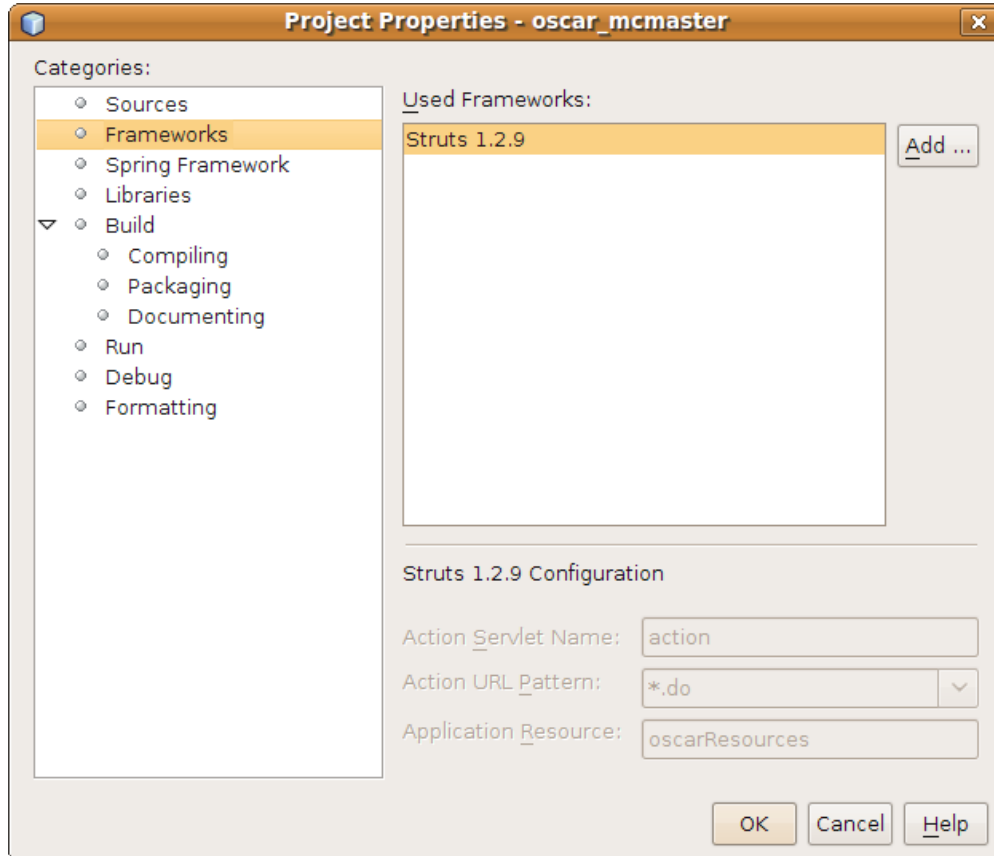 Project Properties - oscar_mcmaster
Categories:
Sources
Frameworks
Spring Framework
Libraries
Build
Compiling
Packaging
Documenting
Run
Debug
Formatting
Used Frameworks:
Struts 1.2.9
Add ...
Struts 1.2.9 Configuration
Action Servlet Name: action
Action URL Pattern: *.do
Application Resource: oscarResources
OK Cancel Help